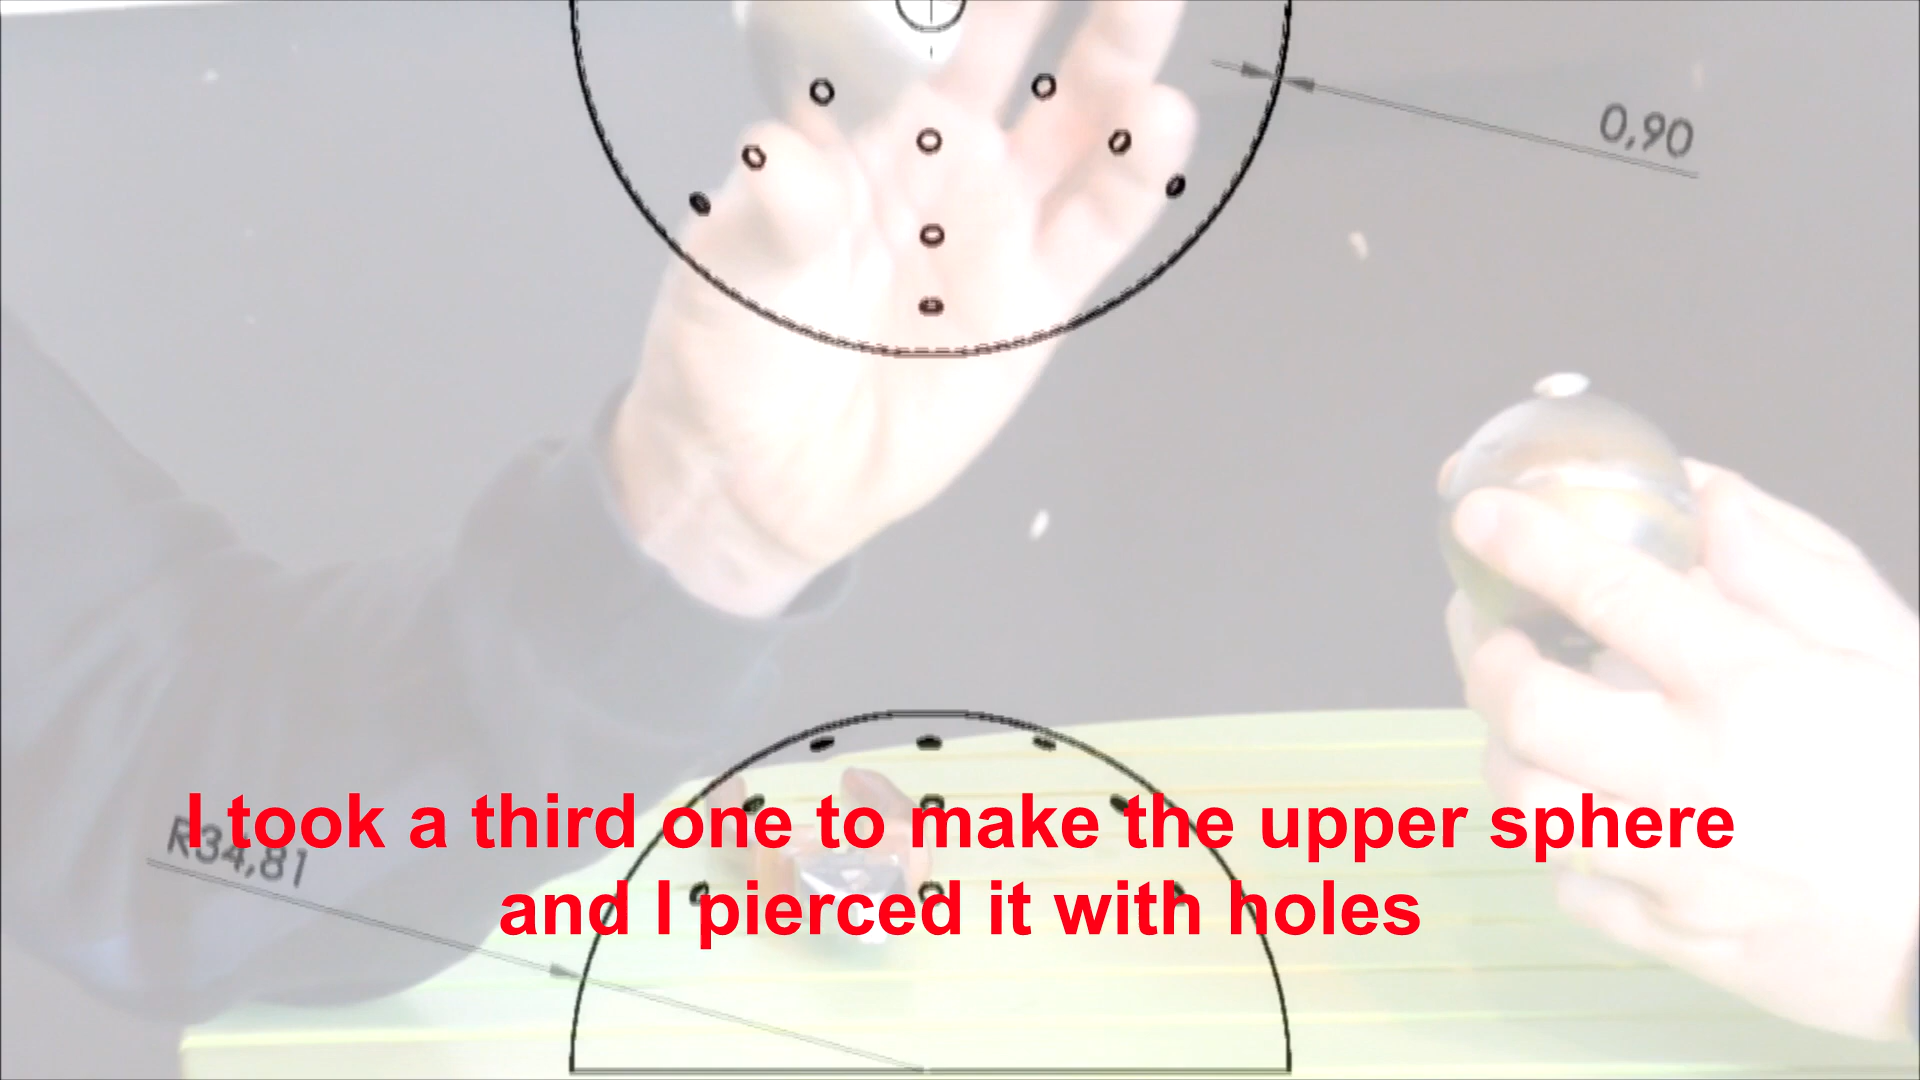 0,90
I took a third one to make the upper sphere
R34,81
and I pierced it with holes